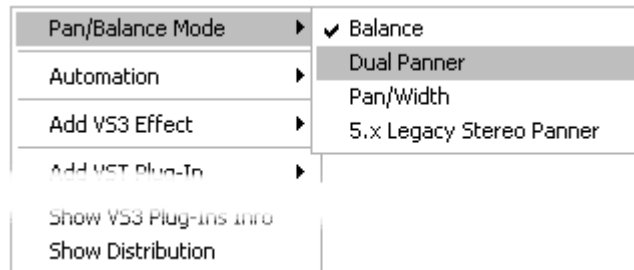 Pan/Balance Mode
Automation
Add VS3 Effect
Add VST Plug-In
Show VS3 Plug-Ins Info
Show Distribution
Balance
Dual Panner
Pan/Width
5.x Legacy Stereo Panner